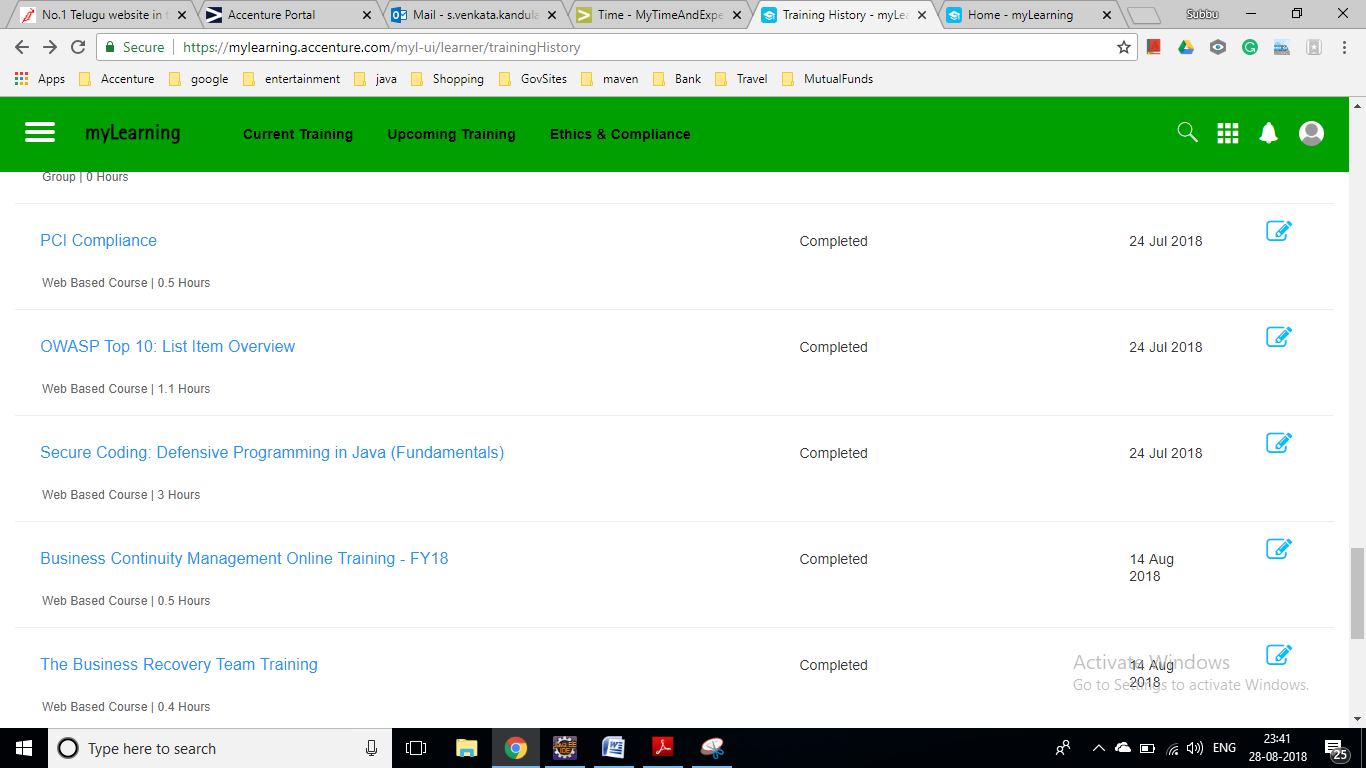 No.1 Telugu website in t
Accenture Portal
Mail - s.venkata.kandula
Time - MyTimeAndExpe
Training History - myLea
Home - myLearning
Subbu
Secure
https://mylearning.accenture.com/myl-ui/learner/trainingHistory
Apps Accenture google entertainment java Shopping GovSites maven Bank Travel MutualFunds
myLearning Current Training Upcoming Training Ethics & Compliance
Group | 0 Hours
PCI Compliance Completed 24 Jul 2018
Web Based Course | 0.5 Hours
OWASP Top 10: List Item Overview Completed 24 Jul 2018
Web Based Course | 1.1 Hours
Secure Coding: Defensive Programming in Java (Fundamentals) Completed 24 Jul 2018
Web Based Course | 3 Hours
Business Continuity Management Online Training - FY18 Completed 14 Aug
2018
Web Based Course | 0.5 Hours
The Business Recovery Team Training Completed 14 Aug
2018
Web Based Course | 0.4 Hours
Activate Windows
Go to Settings to activate Windows.
Type here to search
ENG
23:41
28-08-2018
25